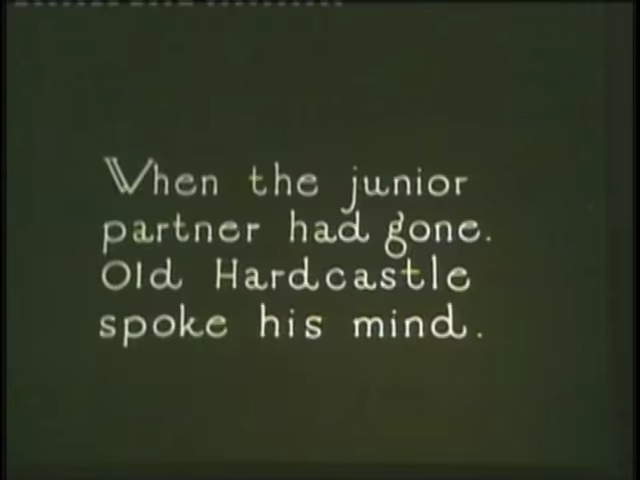 When the junior
partner had gone.
Old Hardcastle
spoke his mind.